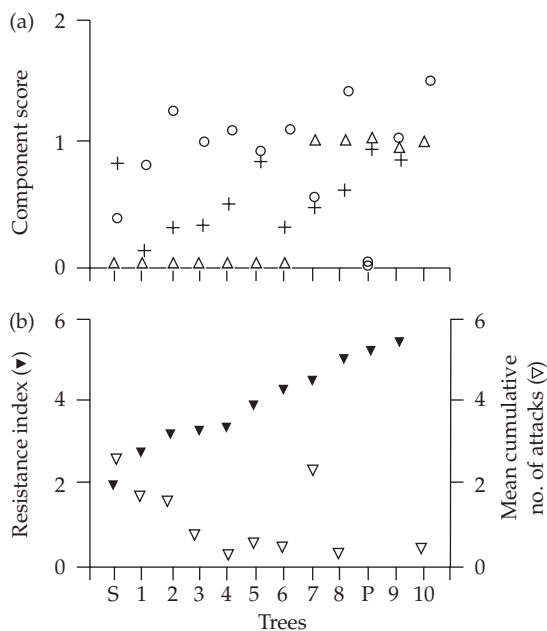 (a)
2
1
0
Component score
(b)
6
4
2
0
Resistance index (▼)
6
4
2
0
Mean cumulative
no. of attacks (▽)
S 1 2 3 4 5 6 7 8 P 9 10
Trees